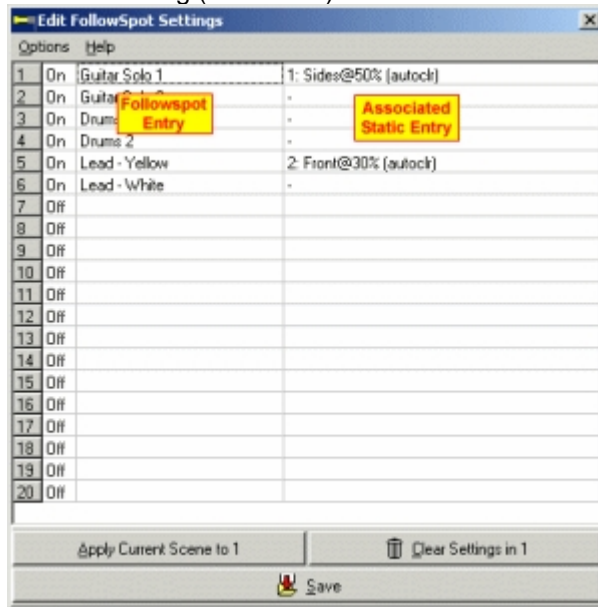 Edit FollowSpot Settings
Options Help
1 On Guitar Solo 1 1: Sides@50% (autoclr)
2 On Guitar -
3 On Drums -
4 On Drums 2 -
5 On Lead - Yellow 2: Front@30% (autoclr)
6 On Lead - White -
7 Off
8 Off
9 Off
10 Off
11 Off
12 Off
13 Off
14 Off
15 Off
16 Off
17 Off
18 Off
19 Off
20 Off
Followspot
Entry
Associated
Static Entry
Apply Current Scene to 1 Clear Settings in 1
Save